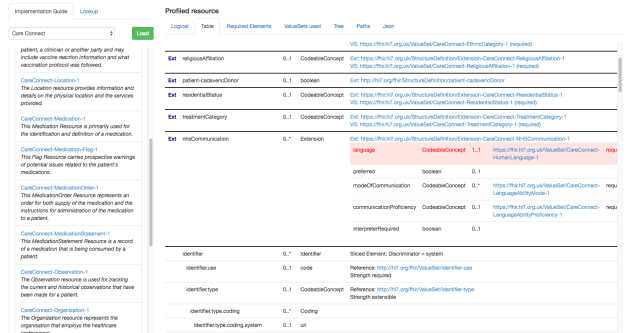 Implementation Guide
Lookup
Care Connect
Load
patient, a clinician or another party and may
include vaccine reaction information and what
vaccination protocol was followed.
CareConnect-Location-1
The Location resource provides information and
details on the physical location and the services
provided.
CareConnect-Medication-1
This Medication Resource is primarily used for
the identification and definition of a medication.
CareConnect-Medication-Flag-1
This Flag Resource carries prospective warnings
of potential issues related to the patient's
medications.
CareConnect-MedicationOrder-1
This MedicationOrder Resource represents an
order for both supply of the medication and the
instructions for administration of the medication
to a patient.
CareConnect-MedicationStatement-1
This MedicationStatement Resource is a record
of a medication that is being consumed by a
patient.
CareConnect-Observation-1
The Observation resource is used for tracking
the current and historical observations that have
been made for a patient.
CareConnect-Organization-1
The Organization resource represents the
organisation that employs the healthcare
professional
Profiled resource
Logical Table Required Elements ValueSets used Tree Paths Json
VS: https://fhir.hl7.org.uk/ValueSet/CareConnect-EthnicCategory-1 (required)
Ext religiousAffiliation 0..1 CodeableConcept Ext: https://fhir.hl7.org.uk/StructureDefinition/Extension-CareConnect-ReligiousAffiliation-1
VS: https://fhir.hl7.org.uk/ValueSet/CareConnect-ReligiousAffiliation-1 (required)
Ext patient-cadavericDonor 0..1 boolean Ext: http://hl7.org/fhir/StructureDefinition/patient-cadavericDonor
Ext residentialStatus 0..1 CodeableConcept Ext: https://fhir.hl7.org.uk/StructureDefinition/Extension-CareConnect-ResidentialStatus-1
VS: https://fhir.hl7.org.uk/ValueSet/CareConnect-ResidentialStatus-1 (required)
Ext treatmentCategory 0..1 CodeableConcept Ext: https://fhir.hl7.org.uk/StructureDefinition/Extension-CareConnect-TreatmentCategory-1
VS: https://fhir.hl7.org.uk/ValueSet/CareConnect-TreatmentCategory-1 (required)
Ext nhsCommunication 0..* Extension Ext: https://fhir.hl7.org.uk/StructureDefinition/Extension-CareConnect-NHSCommunication-1
language CodeableConcept 1..1 https://fhir.hl7.org.uk/ValueSet/CareConnect- requ
HumanLanguage-1
preferred boolean 0..1
modeOfCommunication CodeableConcept 0..* https://fhir.hl7.org.uk/ValueSet/CareConnect- requ
LanguageAbilityMode-1
communicationProficiency CodeableConcept 0..1 https://fhir.hl7.org.uk/ValueSet/CareConnect- requ
LanguageAbilityProficiency-1
interpreterRequired boolean 0..1
identifier 0..* Identifier Sliced Element: Discriminator = system
identifier.use 0..1 code Reference: http://hl7.org/fhir/ValueSet/identifier-use
Strength required
identifier.type 0..1 CodeableConcept Reference: http://hl7.org/fhir/ValueSet/identifier-type
Strength extensible
identifier.type.coding 0..* Coding
identifier.type.coding.system 0..1 uri